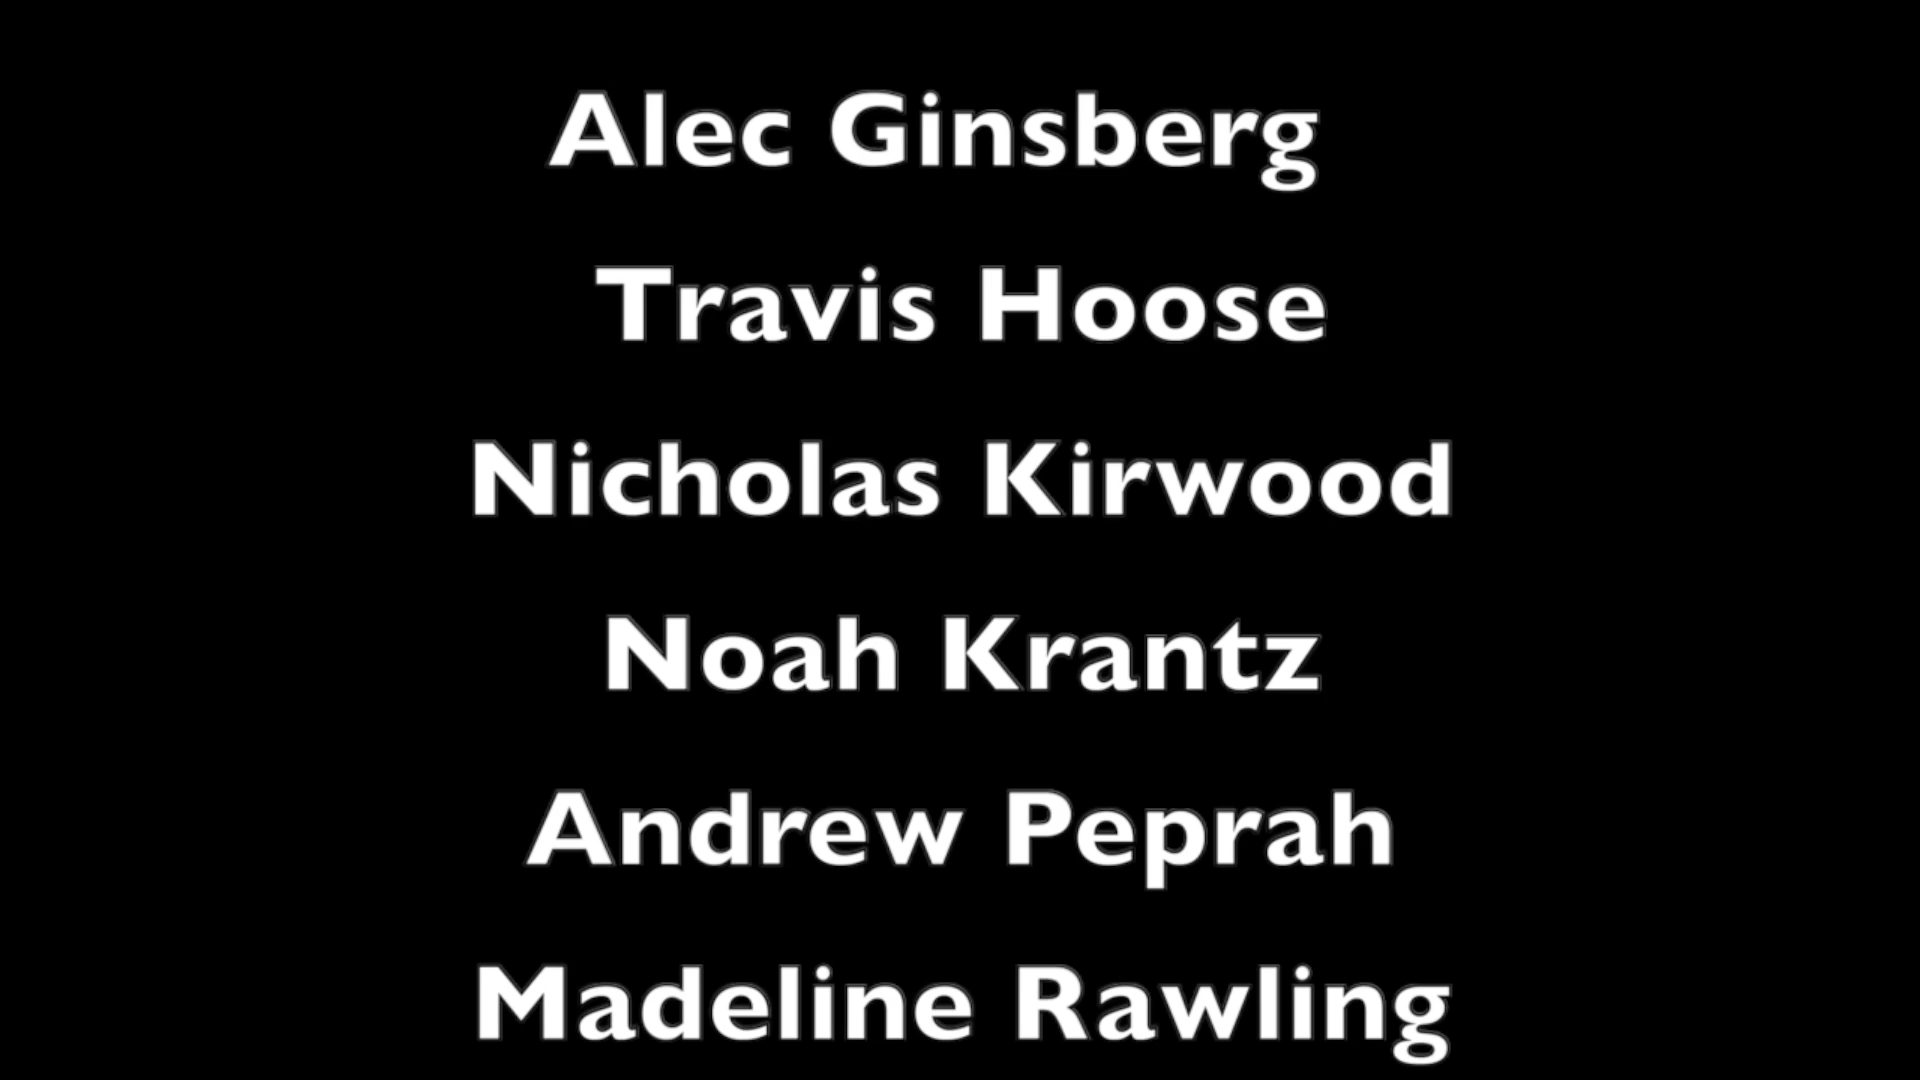 Alec Ginsberg
Travis Hoose
Nicholas Kirwood
Noah Krantz
Andrew Peprah
Madeline Rawling